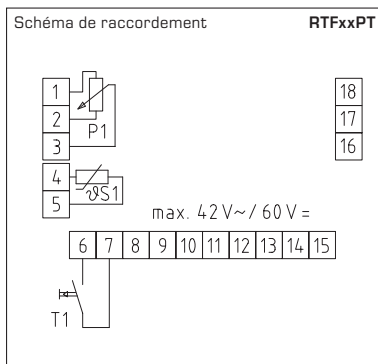 Schéma de raccordement RTFxxPT
1 18
2 17
P1
3 16
4
ϑS1
5
max. 42V~/60V=
6 7 8 9 10 11 12 13 14 15
T1